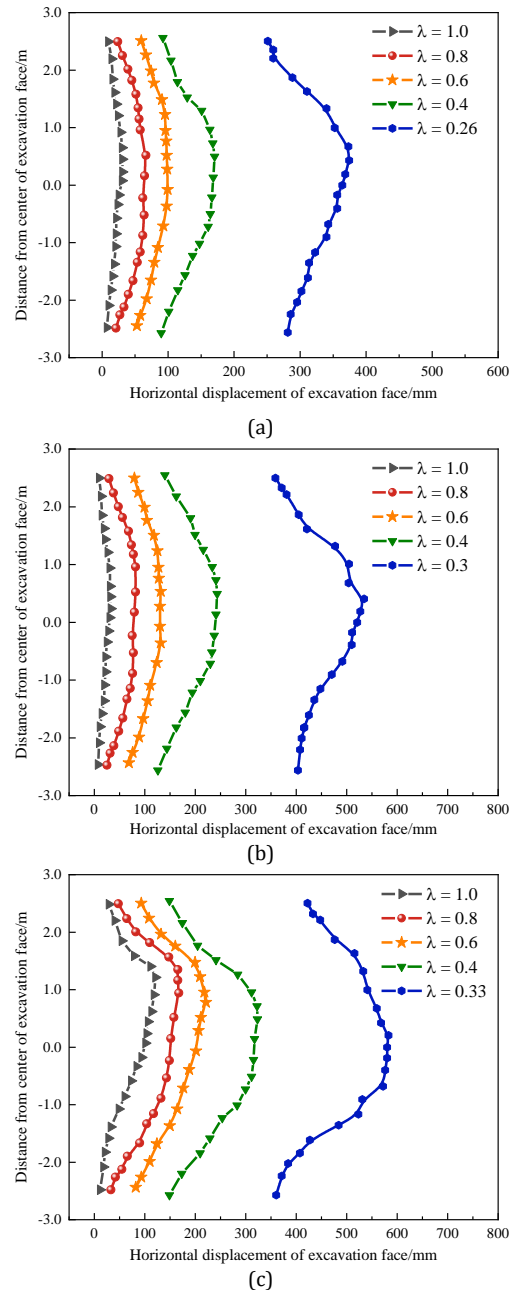 3.0
2.0
1.0
0.0
-1.0
-2.0
-3.0
Distance from center of excavation face/m
λ = 1.0
λ = 0.8
λ = 0.6
λ = 0.4
λ = 0.26
0 100 200 300 400 500 600
Horizontal displacement of excavation face/mm
(a)
3.0
2.0
1.0
0.0
-1.0
-2.0
-3.0
Distance from center of excavation face/m
λ = 1.0
λ = 0.8
λ = 0.6
λ = 0.4
λ = 0.3
0 100 200 300 400 500 600 700 800
Horizontal displacement of excavation face/mm
(b)
3.0
2.0
1.0
0.0
-1.0
-2.0
-3.0
Distance from center of excavation face/m
λ = 1.0
λ = 0.8
λ = 0.6
λ = 0.4
λ = 0.33
0 100 200 300 400 500 600 700 800
Horizontal displacement of excavation face/mm
(c)